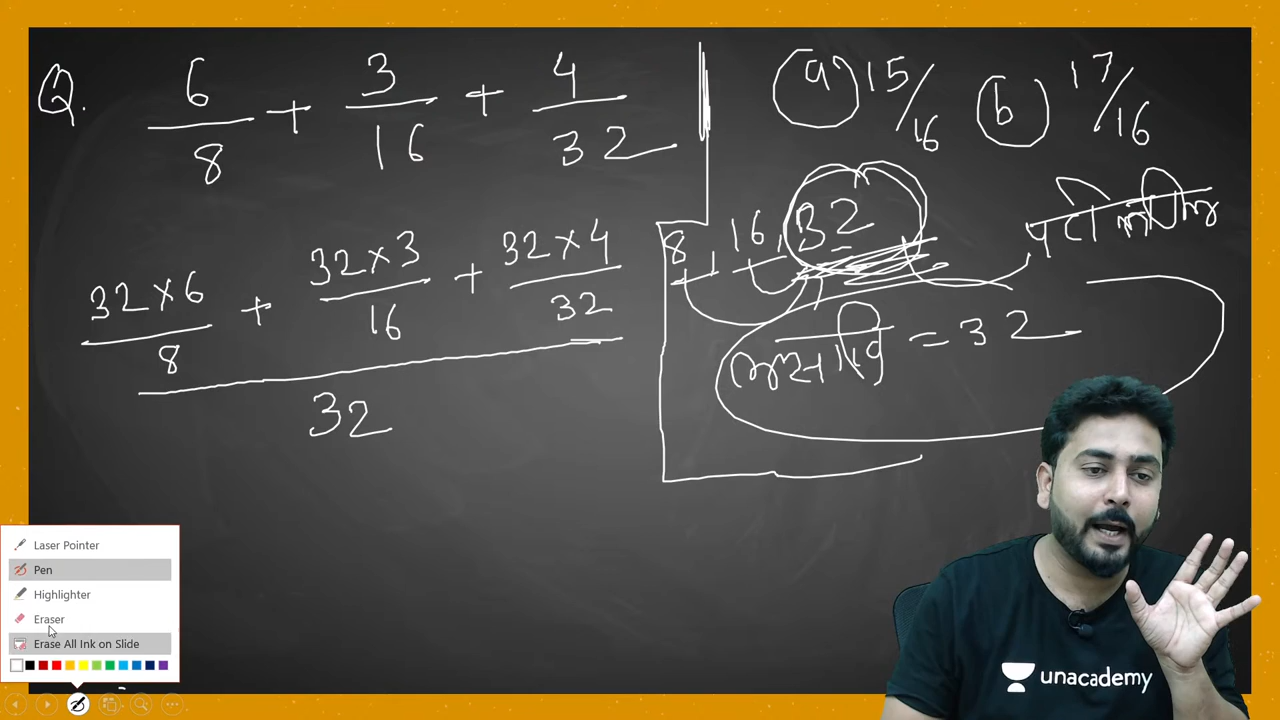 Q. 6/8 + 3/16 + 4/32
(a) 15/16 (b) 17/16
8, 16, 32
32×6/8 + 32×3/16 + 32×4/32
32
= 32
Laser Pointer
Pen
Highlighter
Eraser
Erase All Ink on Slide
unacademy